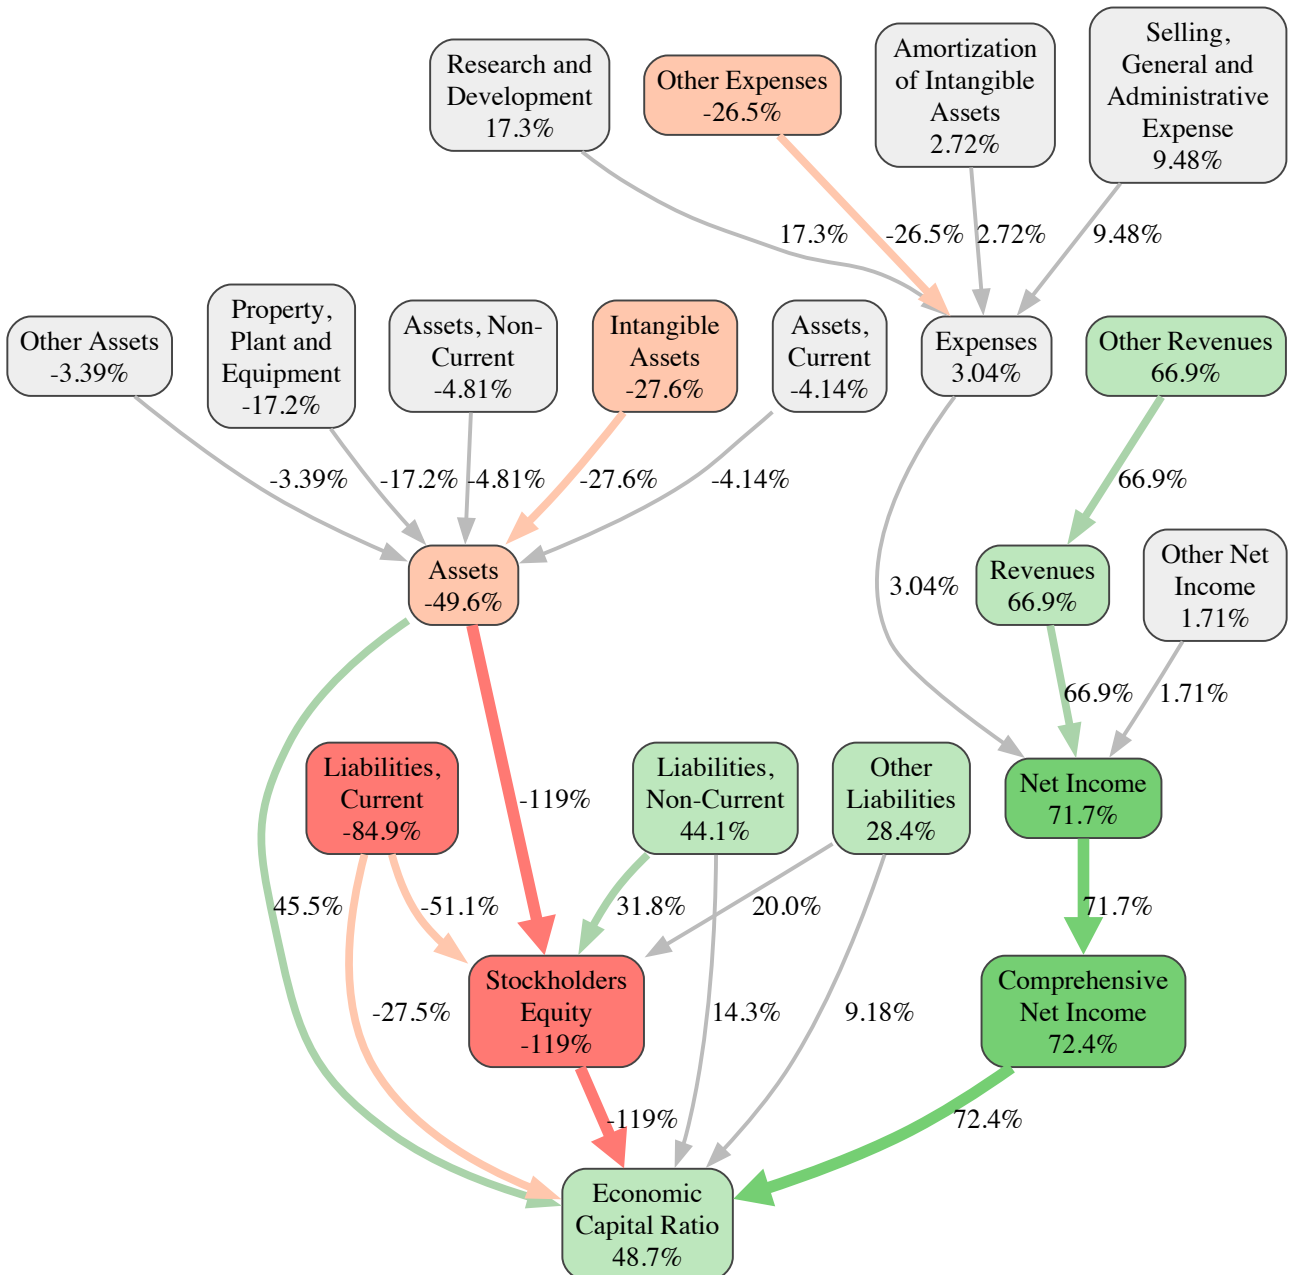 Research and
Development
17.3%
Other Expenses
-26.5%
Amortization
of Intangible
Assets
2.72%
Selling,
General and
Administrative
Expense
9.48%
17.3%
-26.5%
2.72%
9.48%
Other Assets
-3.39%
Property,
Plant and
Equipment
-17.2%
Assets, Non-
Current
-4.81%
Intangible
Assets
-27.6%
Assets,
Current
-4.14%
Expenses
3.04%
Other Revenues
66.9%
-3.39%
-17.2%
-4.81%
-27.6%
-4.14%
66.9%
Assets
-49.6%
3.04%
Revenues
66.9%
Other Net
Income
1.71%
66.9%
1.71%
Liabilities,
Current
-84.9%
-119%
Liabilities,
Non-Current
44.1%
Other
Liabilities
28.4%
Net Income
71.7%
45.5%
-51.1%
31.8%
20.0%
71.7%
Stockholders
Equity
-119%
-27.5%
14.3%
9.18%
Comprehensive
Net Income
72.4%
-119%
72.4%
Economic
Capital Ratio
48.7%